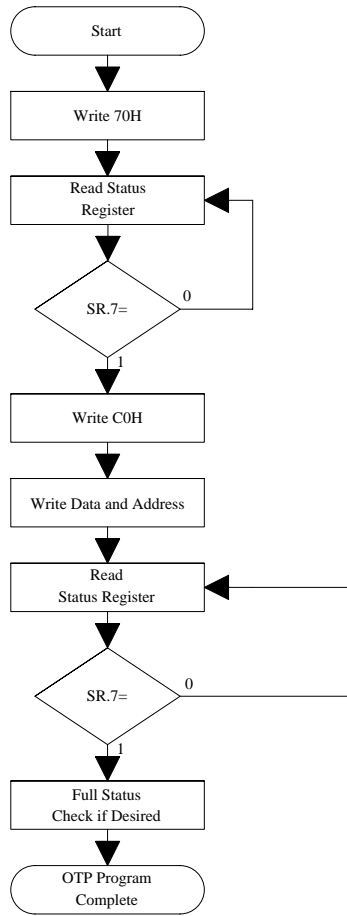 Start
Write 70H
Read Status
Register
0
SR.7=
1
Write C0H
Write Data and Address
Read
Status Register
0
SR.7=
1
Full Status
Check if Desired
OTP Program
Complete